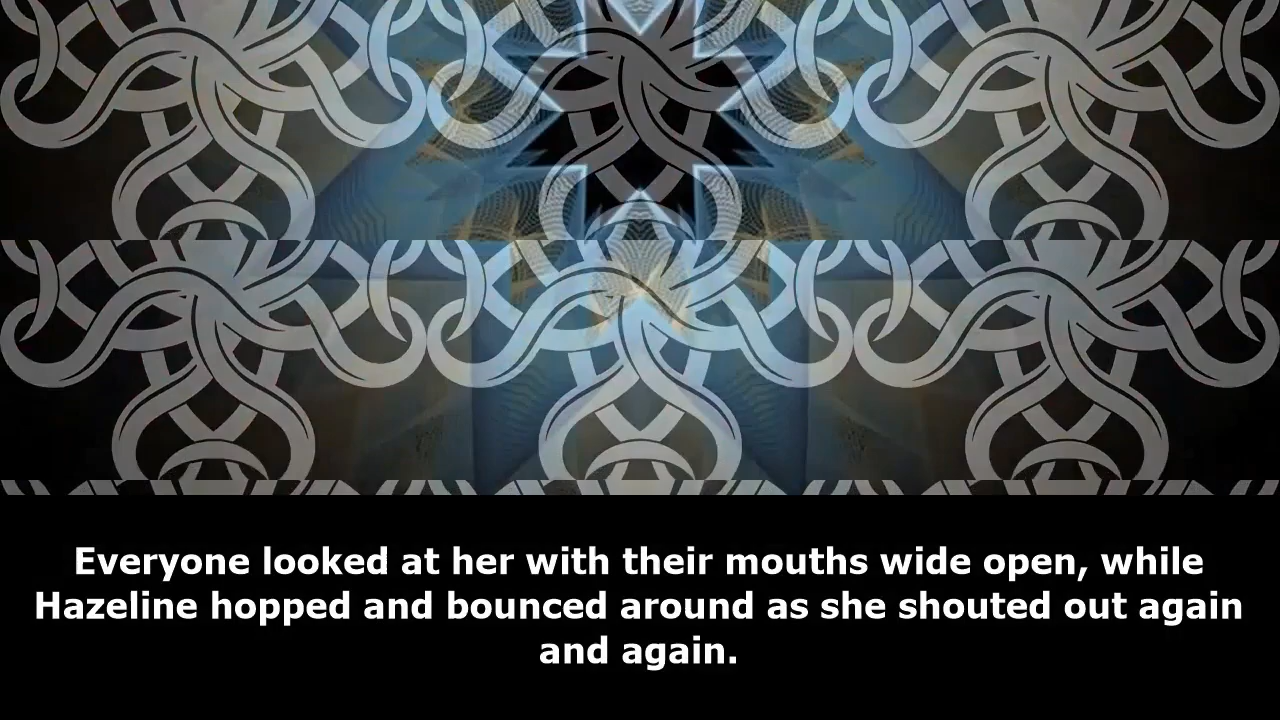 Everyone looked at her with their mouths wide open, while
Hazeline hopped and bounced around as she shouted out again
and again.